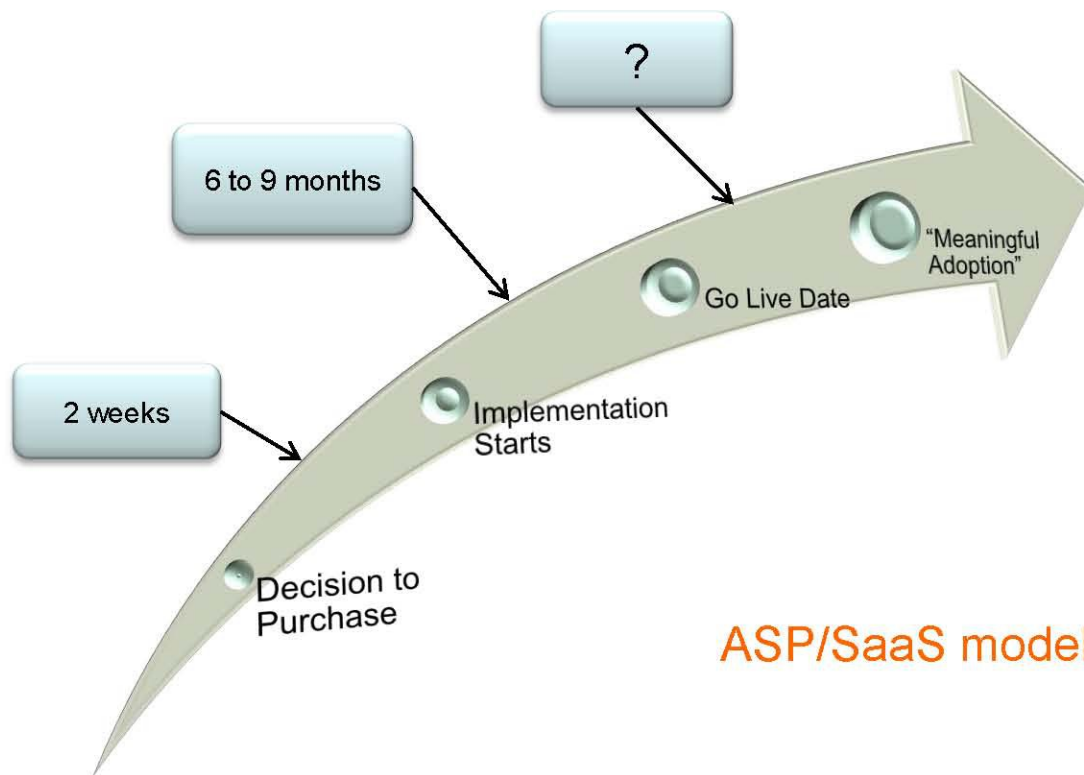 ?
6 to 9 months
2 weeks
"Meaningful
Adoption"
Go Live Date
Implementation
Starts
Decision to
Purchase
ASP/SaaS model